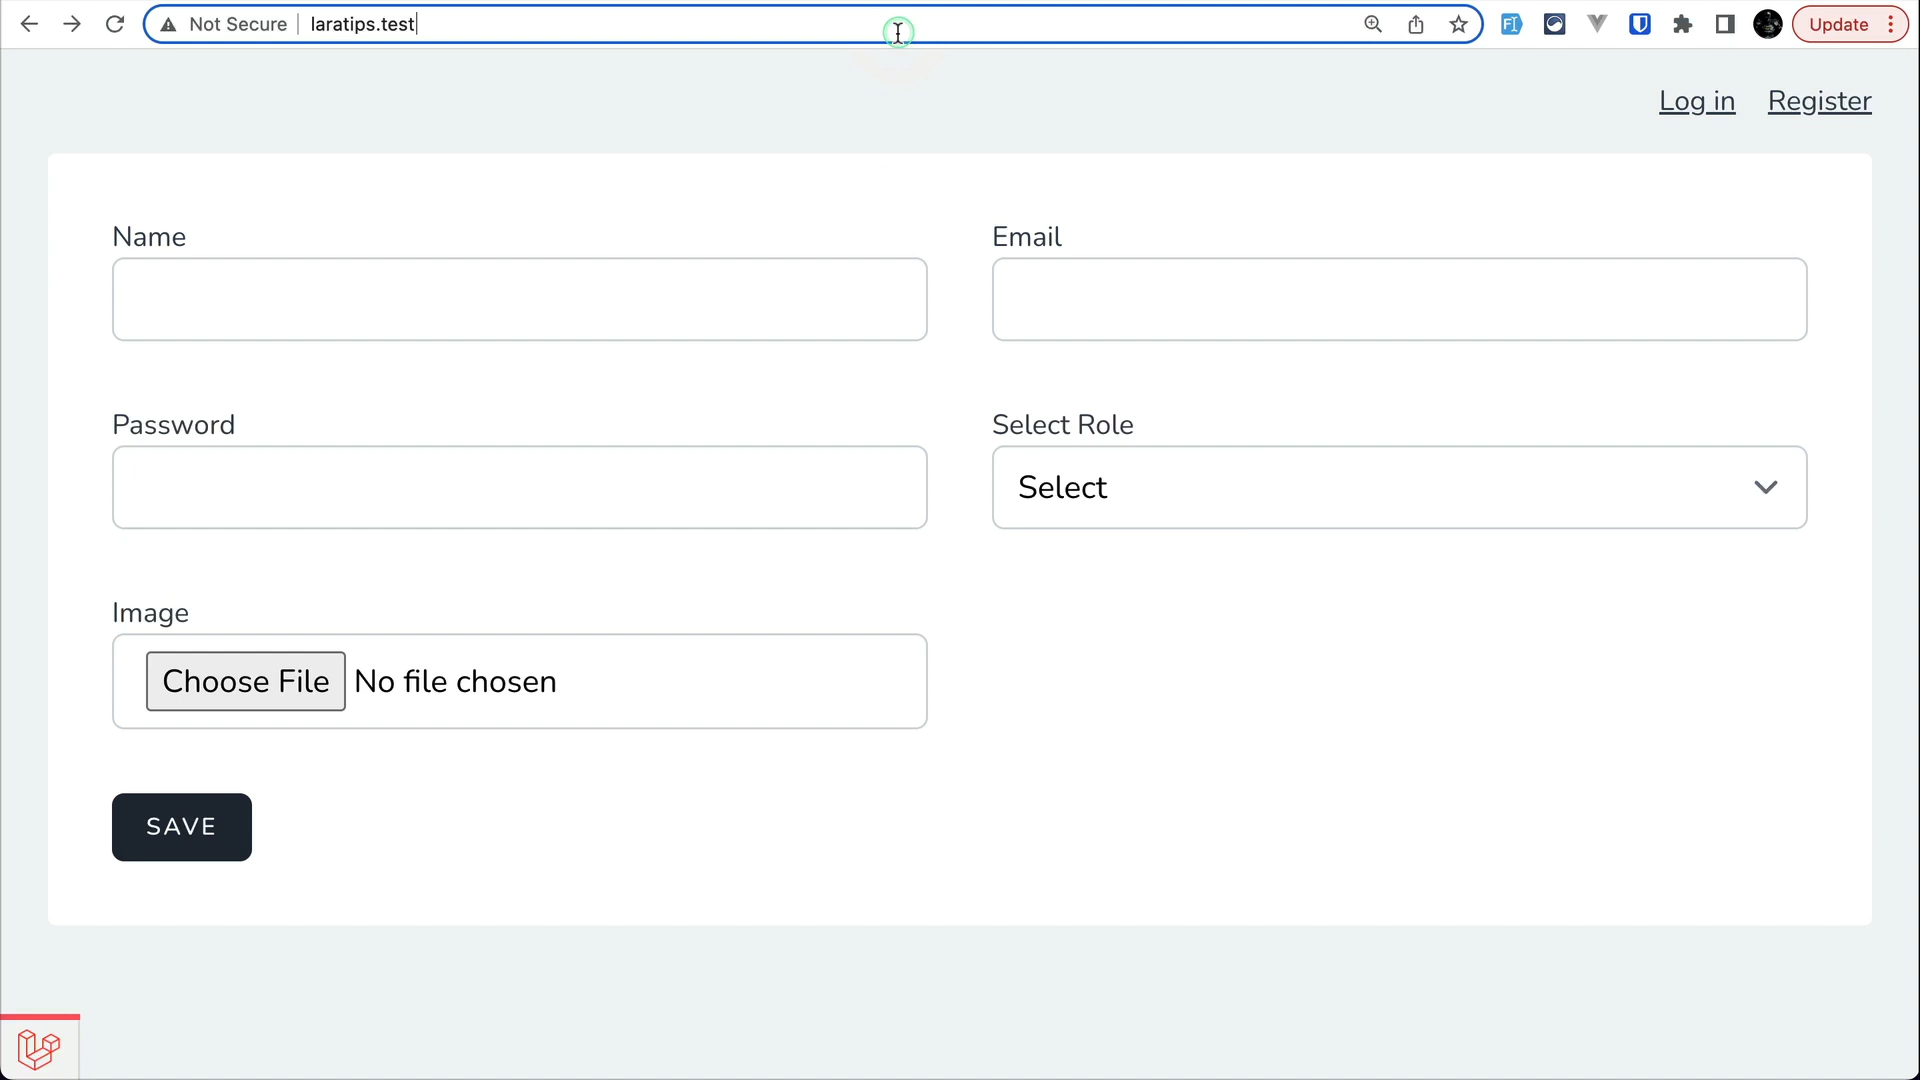 Not Secure laratips.test Update
Log in Register
Name Email
Password Select Role
Select
Image
Choose File No file chosen
SAVE